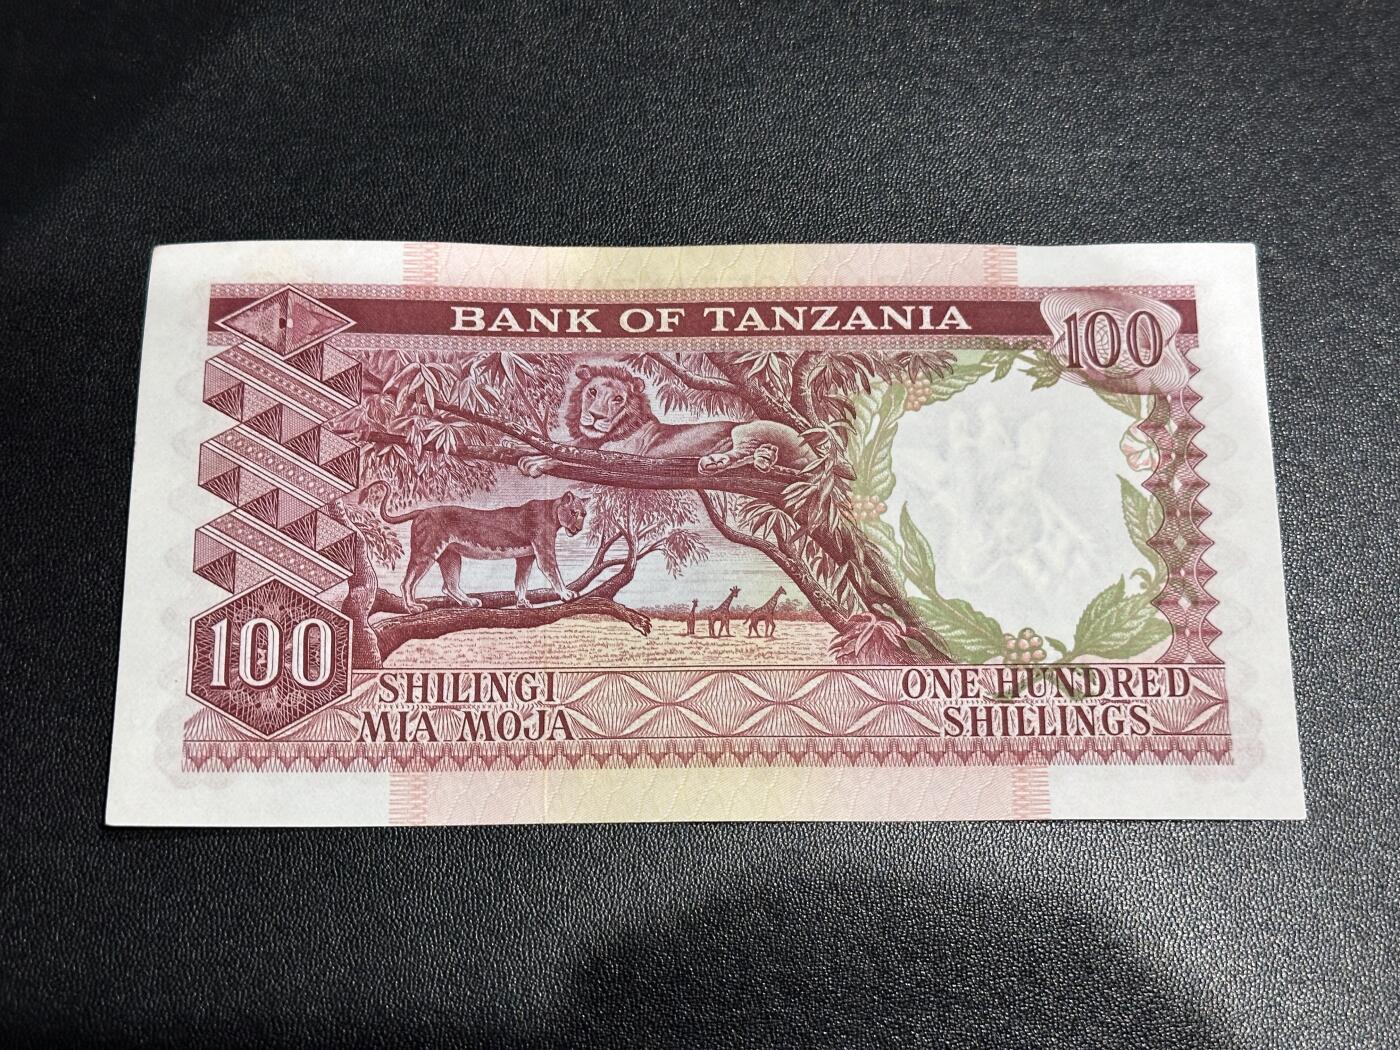 BANK OF TANZANIA
100
100
SHILINGI
MIA MOJA
ONE HUNDRED
SHILLINGS